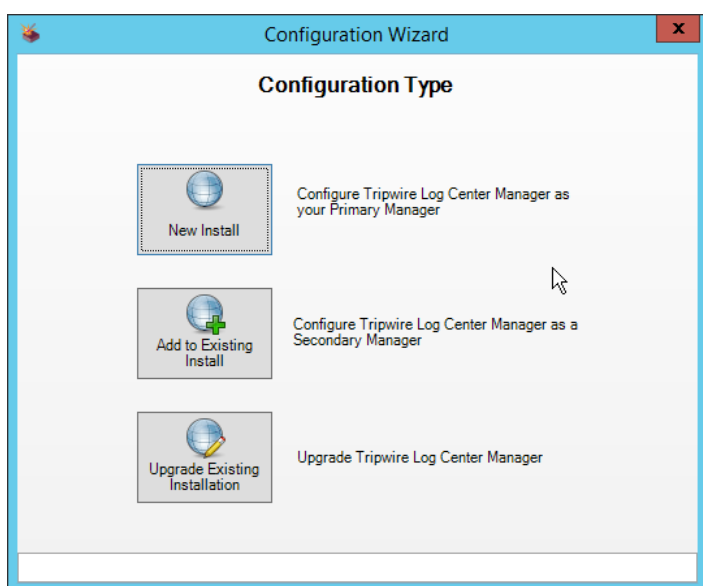 Configuration Wizard
x
Configuration Type
New Install
Configure Tripwire Log Center Manager as
your Primary Manager
Add to Existing
Install
Configure Tripwire Log Center Manager as a
Secondary Manager
Upgrade Existing
Installation
Upgrade Tripwire Log Center Manager